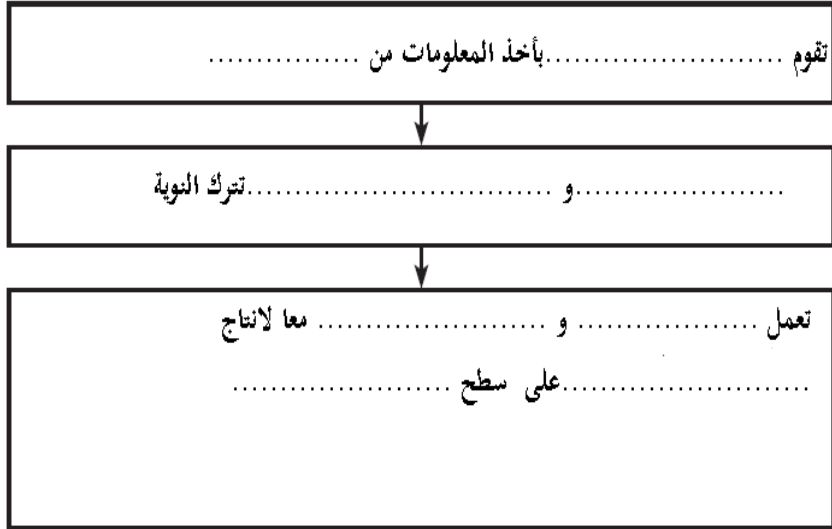 تقوم .........................بأخذ المعلومات من ................
......................و .................................تترك النوية
تعمل ................... و ........................ معا لانتاج
..........................على سطح .......................